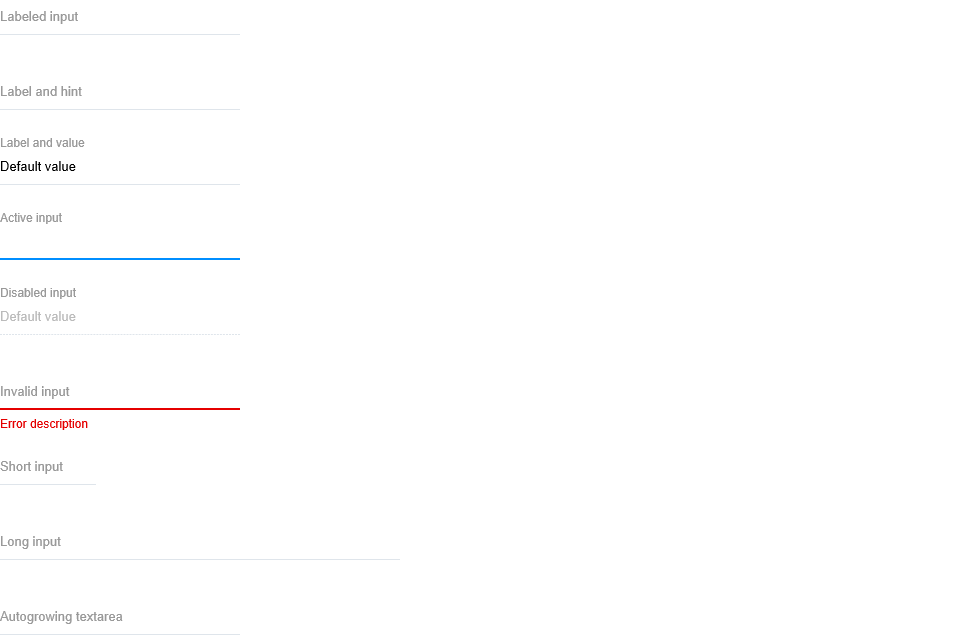 Labeled input
Label and hint
Label and value
Default value
Active input
Disabled input
Default value
Invalid input
Error description
Short input
Long input
Autogrowing textarea